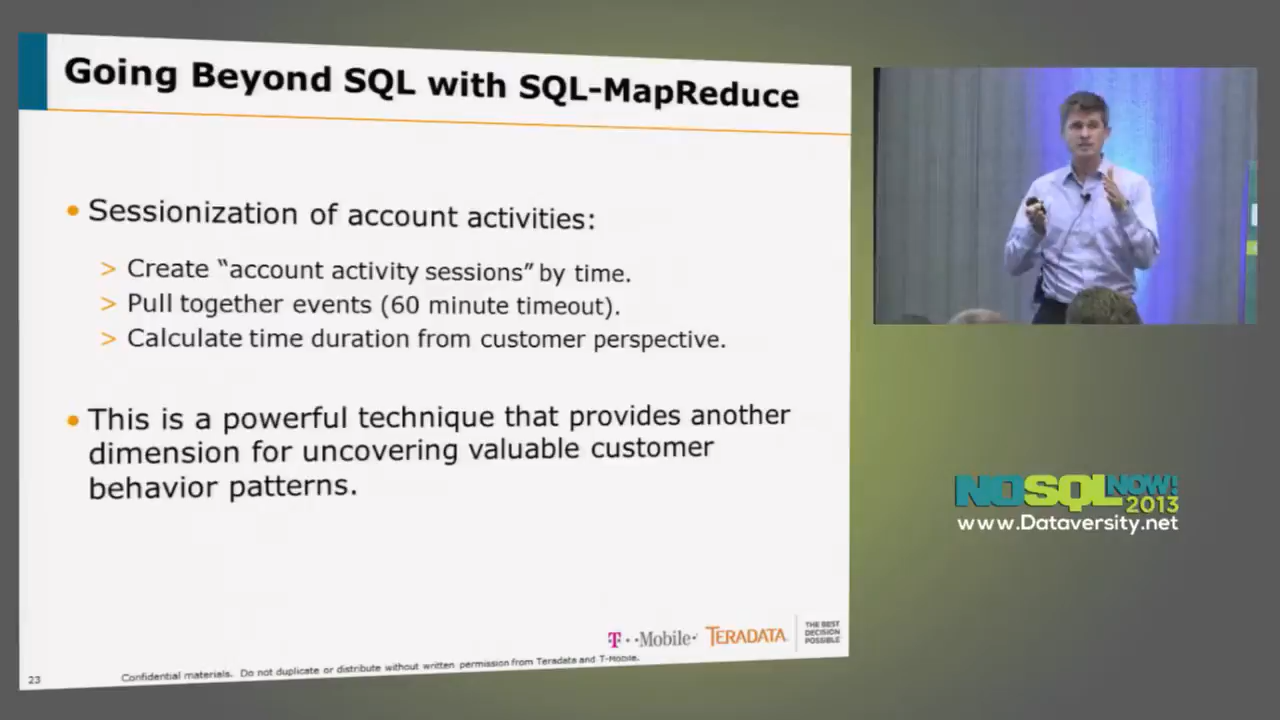 Going Beyond SQL with SQL-MapReduce
• Sessionization of account activities:
> Create “account activity sessions” by time.
> Pull together events (60 minute timeout).
> Calculate time duration from customer perspective.
• This is a powerful technique that provides another
dimension for uncovering valuable customer
behavior patterns.
T··Mobile·
TERADATA
THE BEST
DECISION
POSSIBLE
23
Confidential materials. Do not duplicate or distribute without written permission from Teradata and T-Mobile.
NOSQL NOW!
2013
www.Dataversity.net